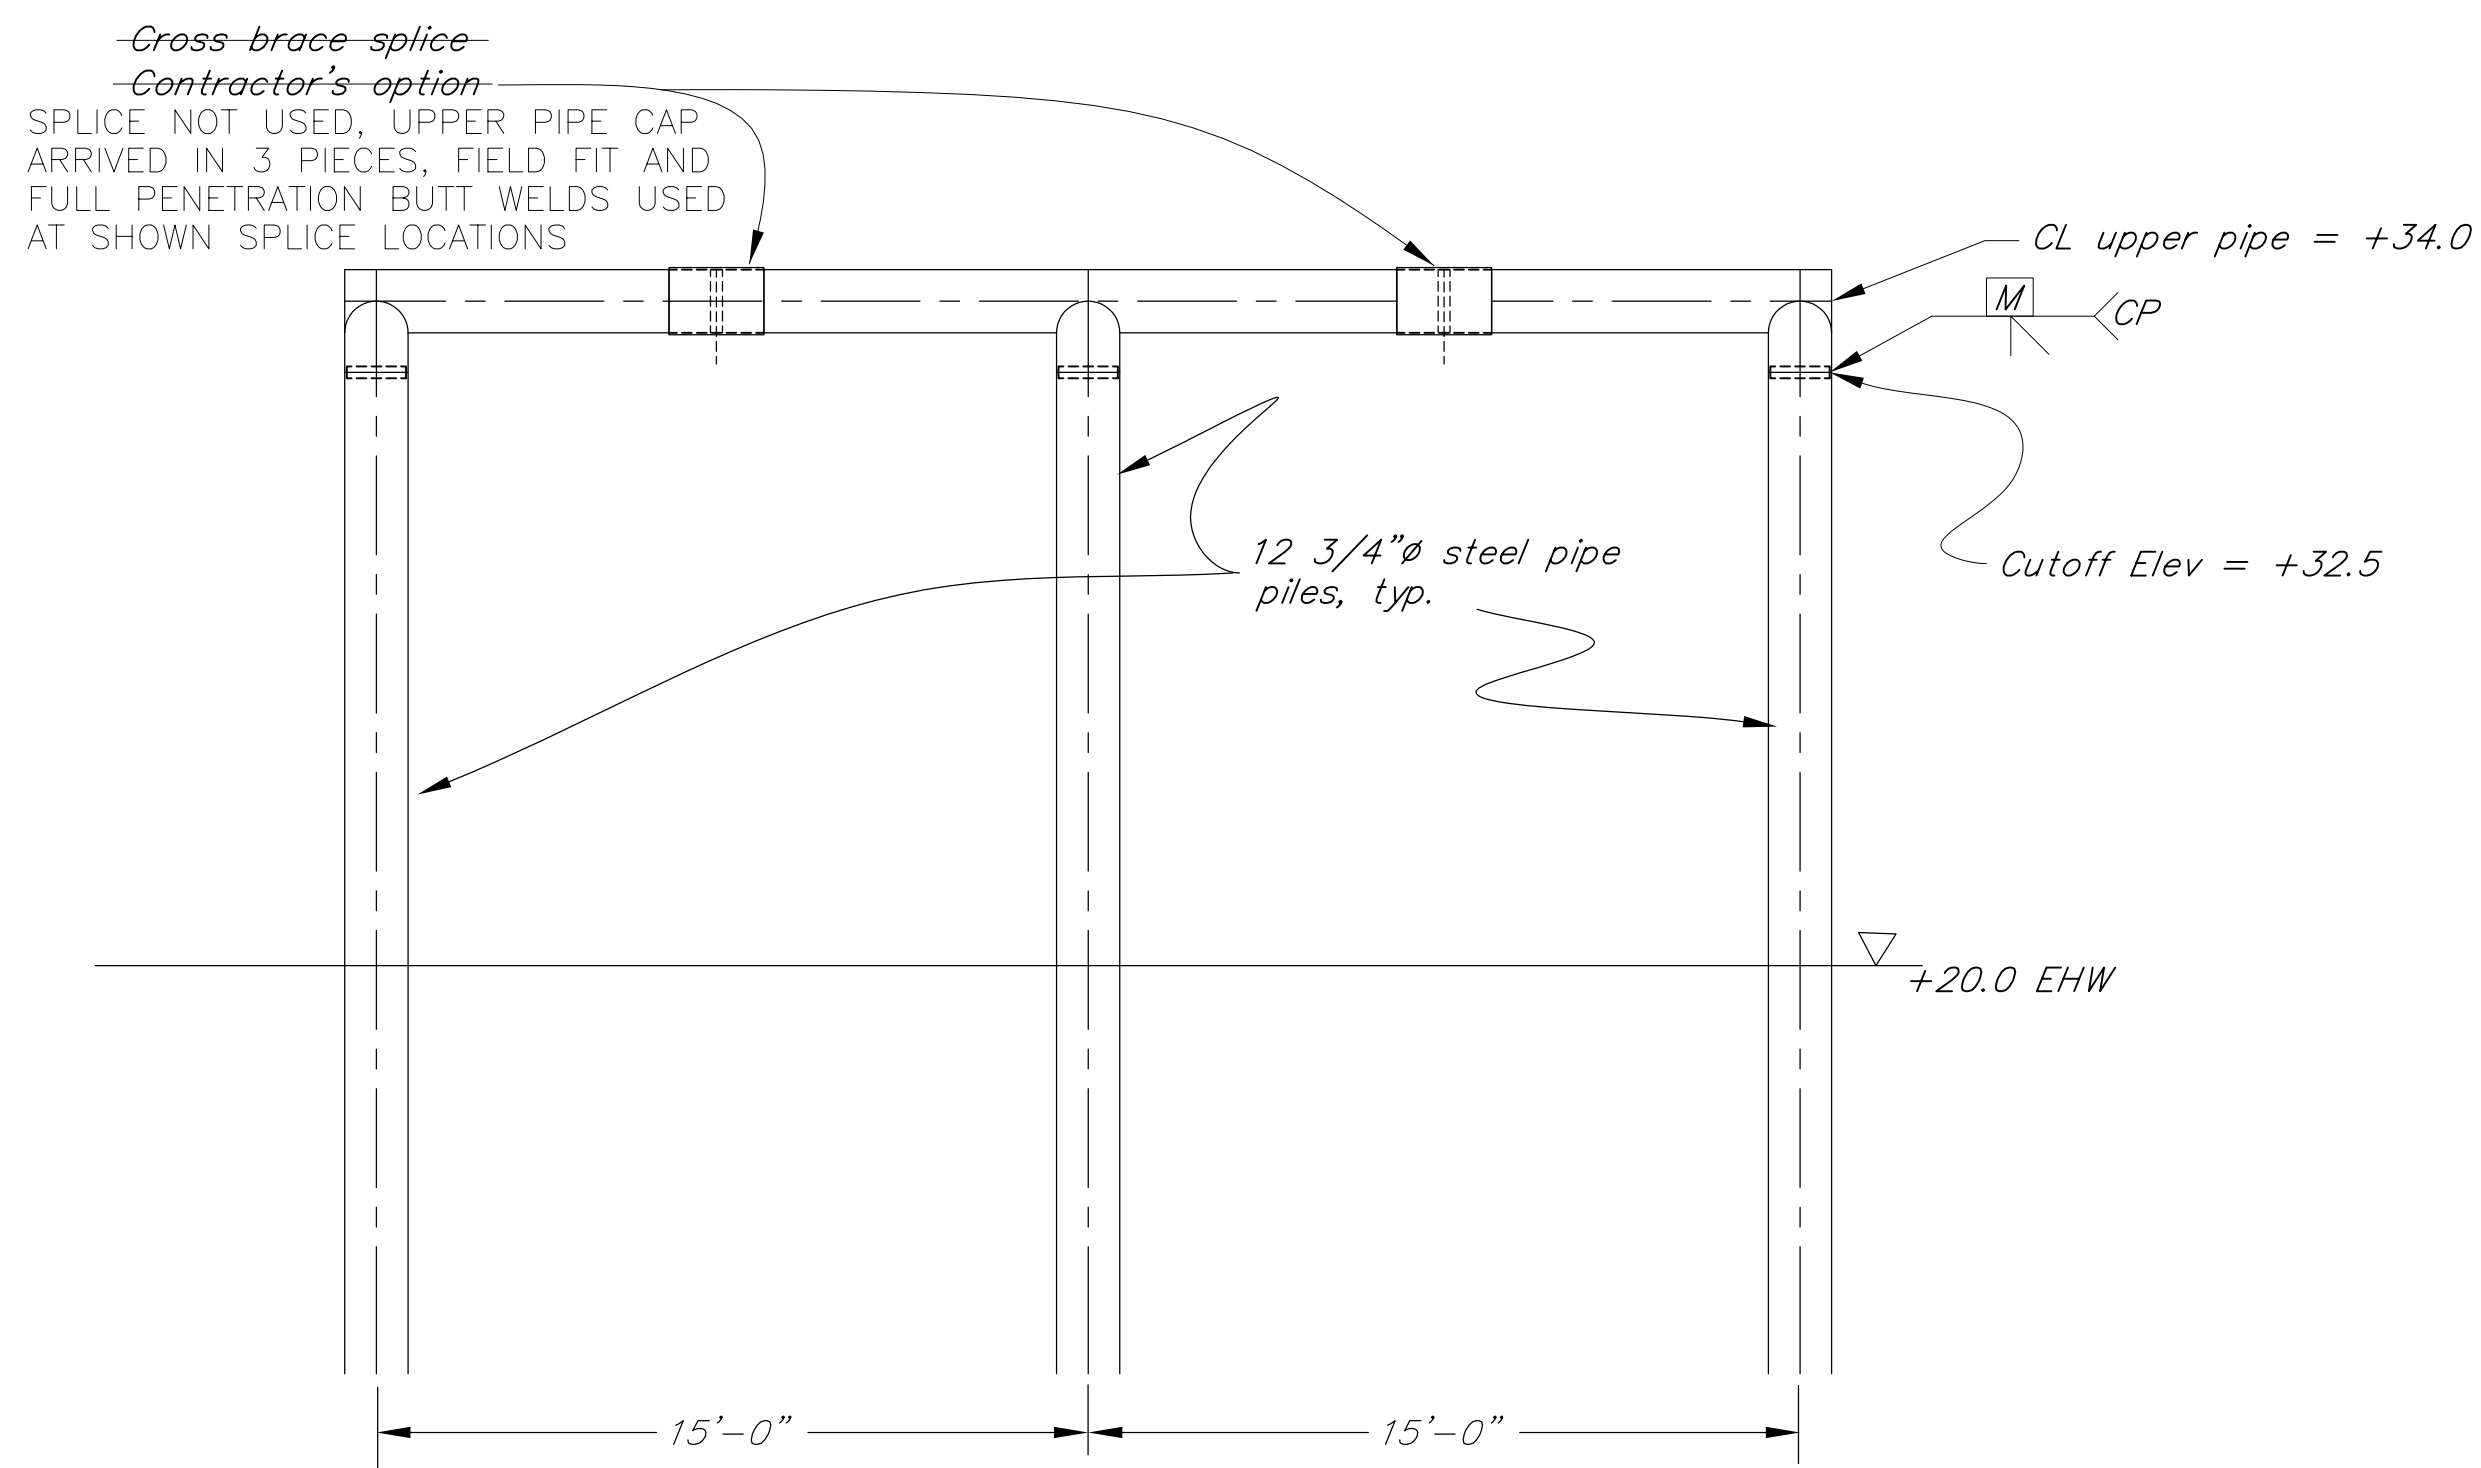 Cross brace splice
Contractor's option
SPLICE NOT USED, UPPER PIPE CAP
ARRIVED IN 3 PIECES, FIELD FIT AND
FULL PENETRATION BUTT WELDS USED
AT SHOWN SPLICE LOCATIONS
CL upper pipe = +34.0
M
CP
12 3/4"ø steel pipe
piles, typ.
Cutoff Elev = +32.5
+20.0 EHW
15'-0"
15'-0"